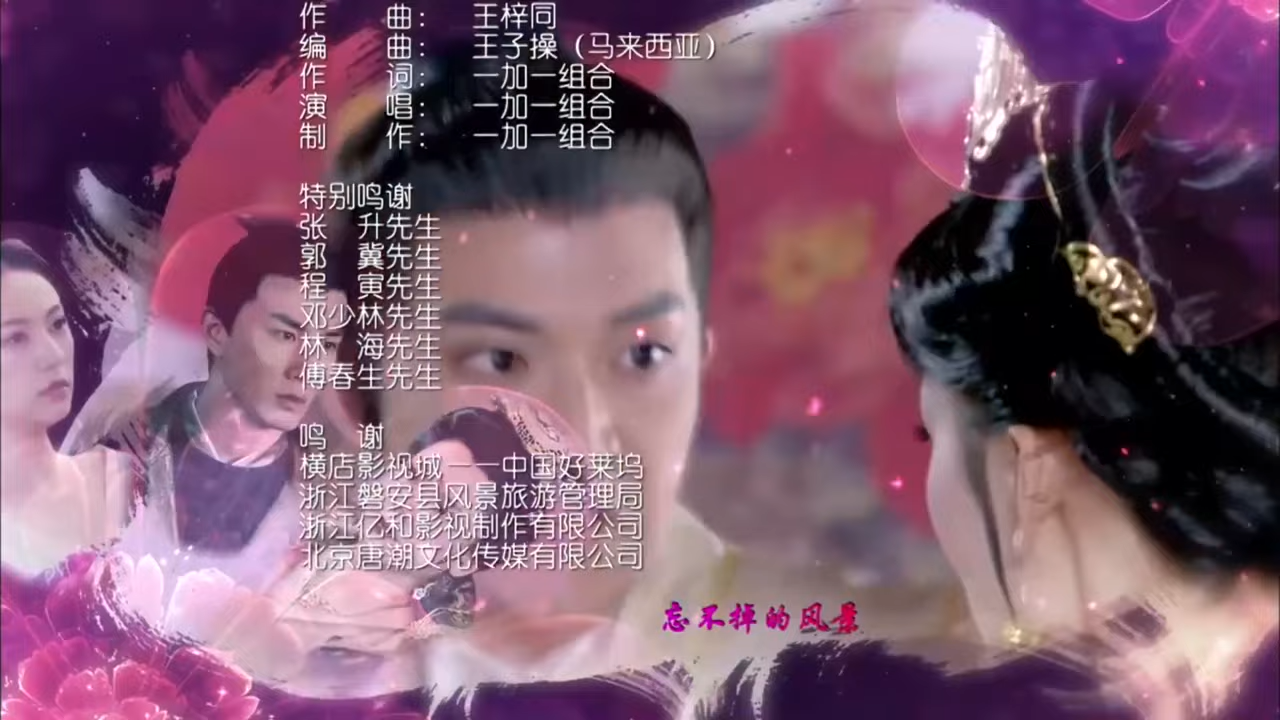 作 曲： 王梓同
编 曲： 王子操（马来西亚）
作 词： 一加一组合
演 唱： 一加一组合
制 作： 一加一组合
特别鸣谢
张 升先生
郭 冀先生
程 寅先生
邓少林先生
林 海先生
傅春生先生
鸣 谢
横店影视城——中国好莱坞
浙江磐安县风景旅游管理局
浙江亿和影视制作有限公司
北京唐潮文化传媒有限公司
忘不掉的风景